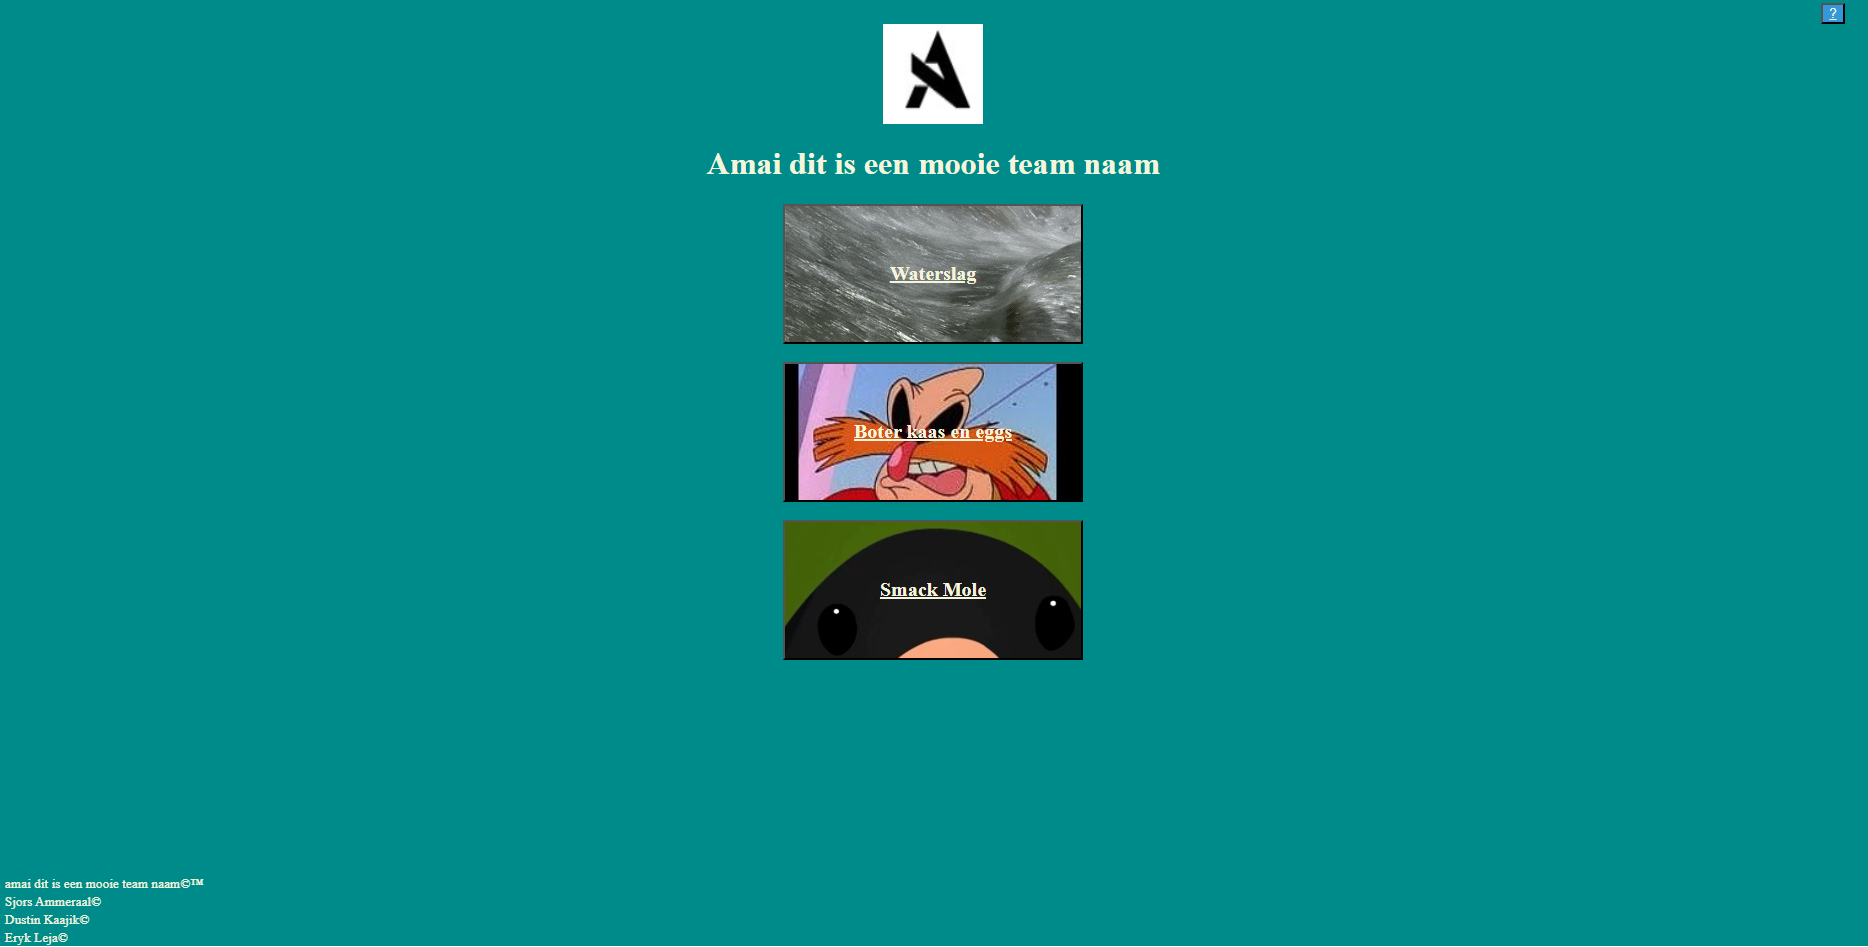 ?
Amai dit is een mooie team naam
Waterslag
Boter kaas en eggs
Smack Mole
amai dit is een mooie team naam©™
Sjors Ammeraal©
Dustin Kaajik©
Eryk Leja©